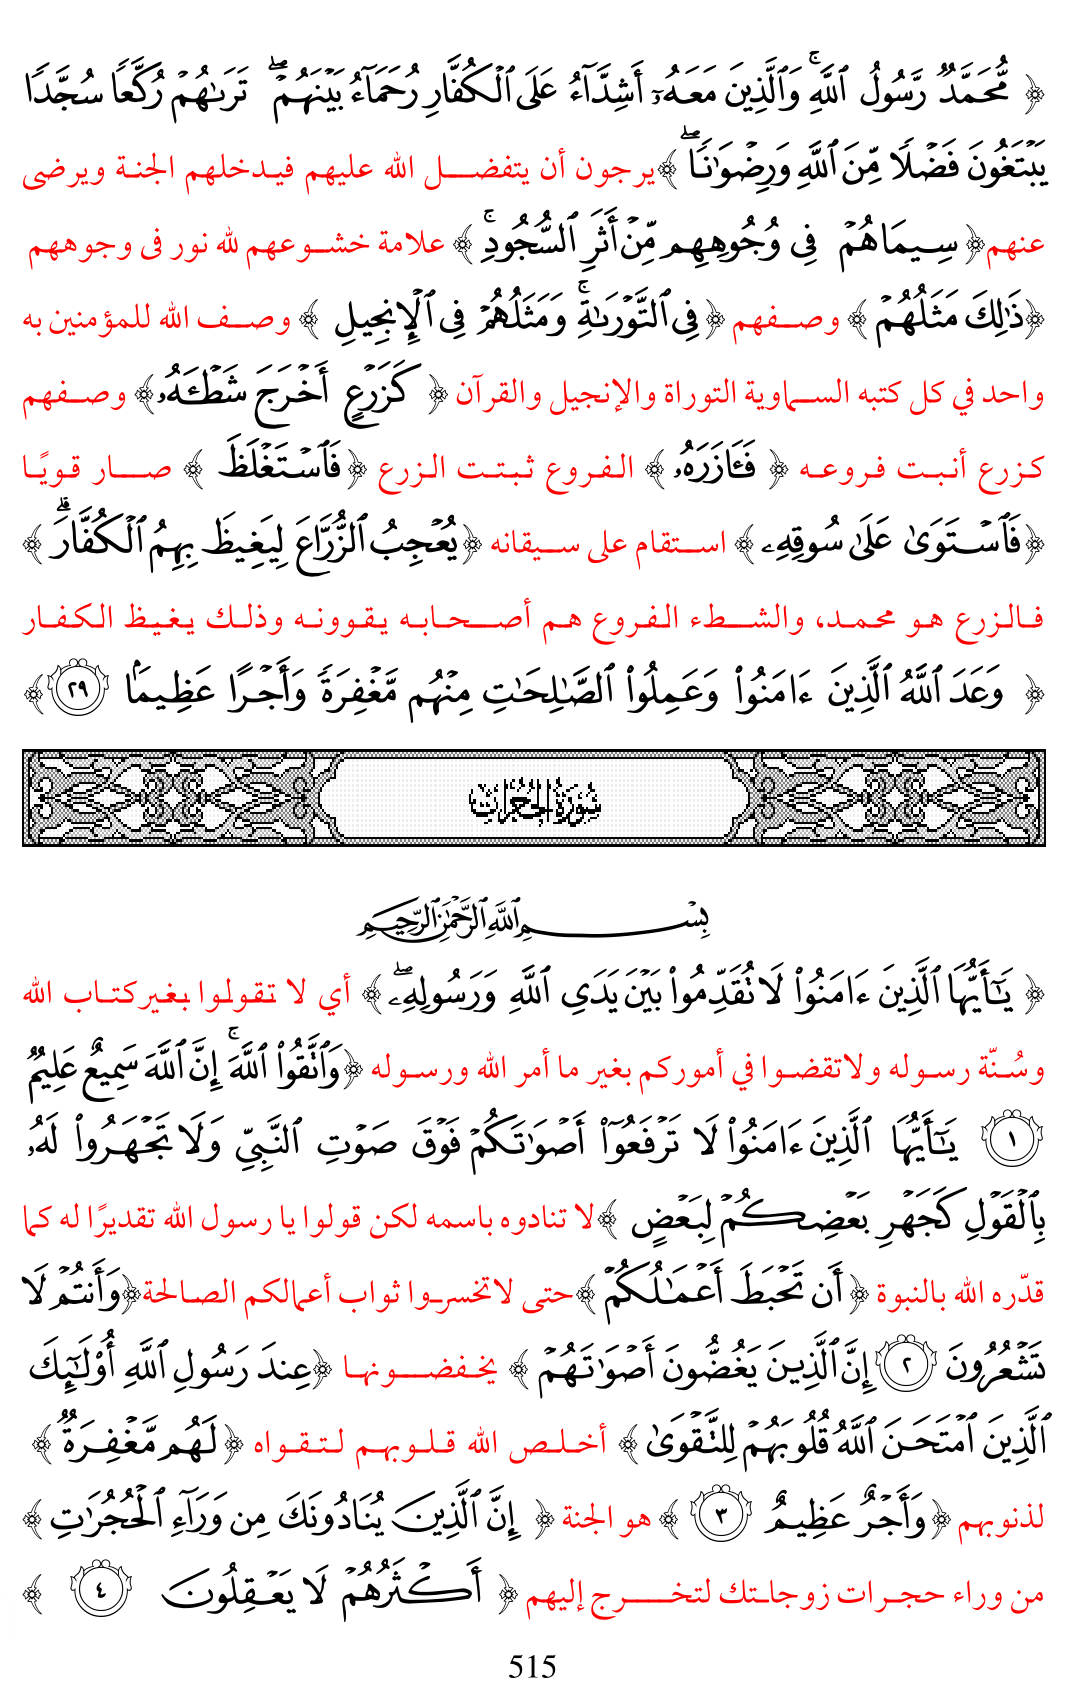 ﴿ مُّحَمَّدٌ رَّسُولُ ٱللَّهِۚ وَٱلَّذِينَ مَعَهُۥٓ أَشِدَّآءُ عَلَى ٱلْكُفَّارِ رُحَمَآءُ بَيْنَهُمْۖ تَرَىٰهُمْ رُكَّعًا سُجَّدًا
يَبْتَغُونَ فَضْلًا مِّنَ ٱللَّهِ وَرِضْوَٰنًاۖ ﴾يرجون أن يتفضل الله عليهم فيدخلهم الجنة ويرضى
عنهم﴿سِيمَاهُمْ فِى وُجُوهِهِم مِّنْ أَثَرِ ٱلسُّجُودِۚ ﴾ علامة خشوعهم لله نور فى وجوههم
﴿ذَٰلِكَ مَثَلُهُمْ ﴾ وصفهم ﴿فِى ٱلتَّوْرَىٰةِۚ وَمَثَلُهُمْ فِى ٱلْإِنجِيلِ ﴾ وصف الله للمؤمنين به
واحد في كل كتبه السماوية التوراة والإنجيل والقرآن ﴿ كَزَرْعٍ أَخْرَجَ شَطْـَٔهُۥ﴾ وصفهم
كزرع أنبت فروعه ﴿ فَـَٔازَرَهُۥ ﴾ الفروع ثبتت الزرع ﴿فَٱسْتَغْلَظَ ﴾ صار قويًا
﴿فَٱسْتَوَىٰ عَلَىٰ سُوقِهِۦ ﴾ استقام على سيقانه ﴿يُعْجِبُ ٱلزُّرَّاعَ لِيَغِيظَ بِهِمُ ٱلْكُفَّارَۗ ﴾
فالزرع هو محمد، والشطء الفروع هم أصحابه يقوونه وذلك يغيظ الكفار
﴿ وَعَدَ ٱللَّهُ ٱلَّذِينَ ءَامَنُوا۟ وَعَمِلُوا۟ ٱلصَّـٰلِحَـٰتِ مِنْهُم مَّغْفِرَةً وَأَجْرًا عَظِيمًۢا ٢٩ ﴾
سُورَةُ الحُجُرَاتِ
بِسْمِ ٱللَّهِ ٱلرَّحْمَـٰنِ ٱلرَّحِيمِ
﴿ يَـٰٓأَيُّهَا ٱلَّذِينَ ءَامَنُوا۟ لَا تُقَدِّمُوا۟ بَيْنَ يَدَىِ ٱللَّهِ وَرَسُولِهِۦۖ ﴾ أي لا تقولوا بغير كتاب الله
وسُنّة رسوله ولا تقضوا في أموركم بغير ما أمر الله ورسوله ﴿وَٱتَّقُوا۟ ٱللَّهَۚ إِنَّ ٱللَّهَ سَمِيعٌ عَلِيمٌ
١ يَـٰٓأَيُّهَا ٱلَّذِينَ ءَامَنُوا۟ لَا تَرْفَعُوٓا۟ أَصْوَٰتَكُمْ فَوْقَ صَوْتِ ٱلنَّبِىِّ وَلَا تَجْهَرُوا۟ لَهُۥ
بِٱلْقَوْلِ كَجَهْرِ بَعْضِكُمْ لِبَعْضٍ ﴾لا تنادوه باسمه لكن قولوا يا رسول الله تقديرًا له كما
قدّره الله بالنبوة ﴿ أَن تَحْبَطَ أَعْمَـٰلُكُمْ ﴾حتى لا تخسروا ثواب أعمالكم الصالحة﴿وَأَنتُمْ لَا
تَشْعُرُونَ ٢ إِنَّ ٱلَّذِينَ يَغُضُّونَ أَصْوَٰتَهُمْ ﴾ يخفضونها ﴿عِندَ رَسُولِ ٱللَّهِ أُو۟لَـٰٓئِكَ
ٱلَّذِينَ ٱمْتَحَنَ ٱللَّهُ قُلُوبَهُمْ لِلتَّقْوَىٰ ﴾ أخلص الله قلوبهم لتقواه ﴿لَهُم مَّغْفِرَةٌ ﴾
لذنوبهم ﴿وَأَجْرٌ عَظِيمٌ ٣ ﴾ هو الجنة ﴿ إِنَّ ٱلَّذِينَ يُنَادُونَكَ مِن وَرَآءِ ٱلْحُجُرَٰتِ ﴾
من وراء حجرات زوجاتك لتخرج إليهم ﴿ أَكْثَرُهُمْ لَا يَعْقِلُونَ ٤ ﴾
515